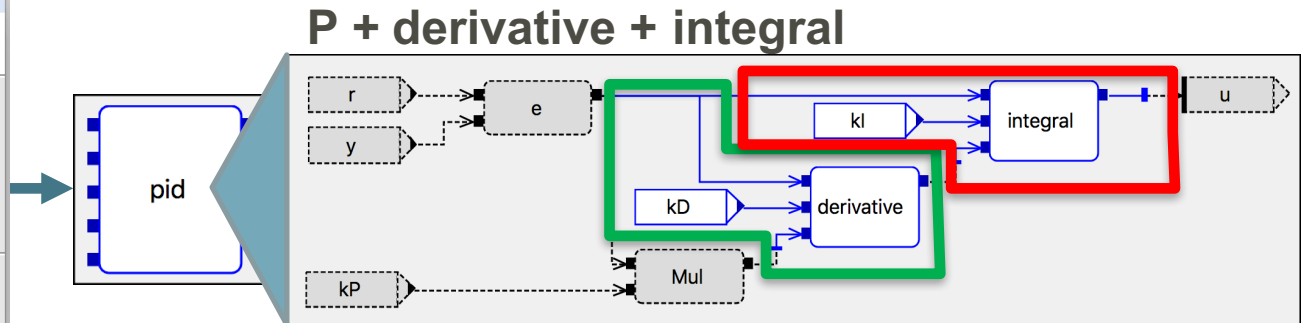 P + derivative + integral
r
e
u
kI
integral
y
pid
kD
derivative
Mul
kP